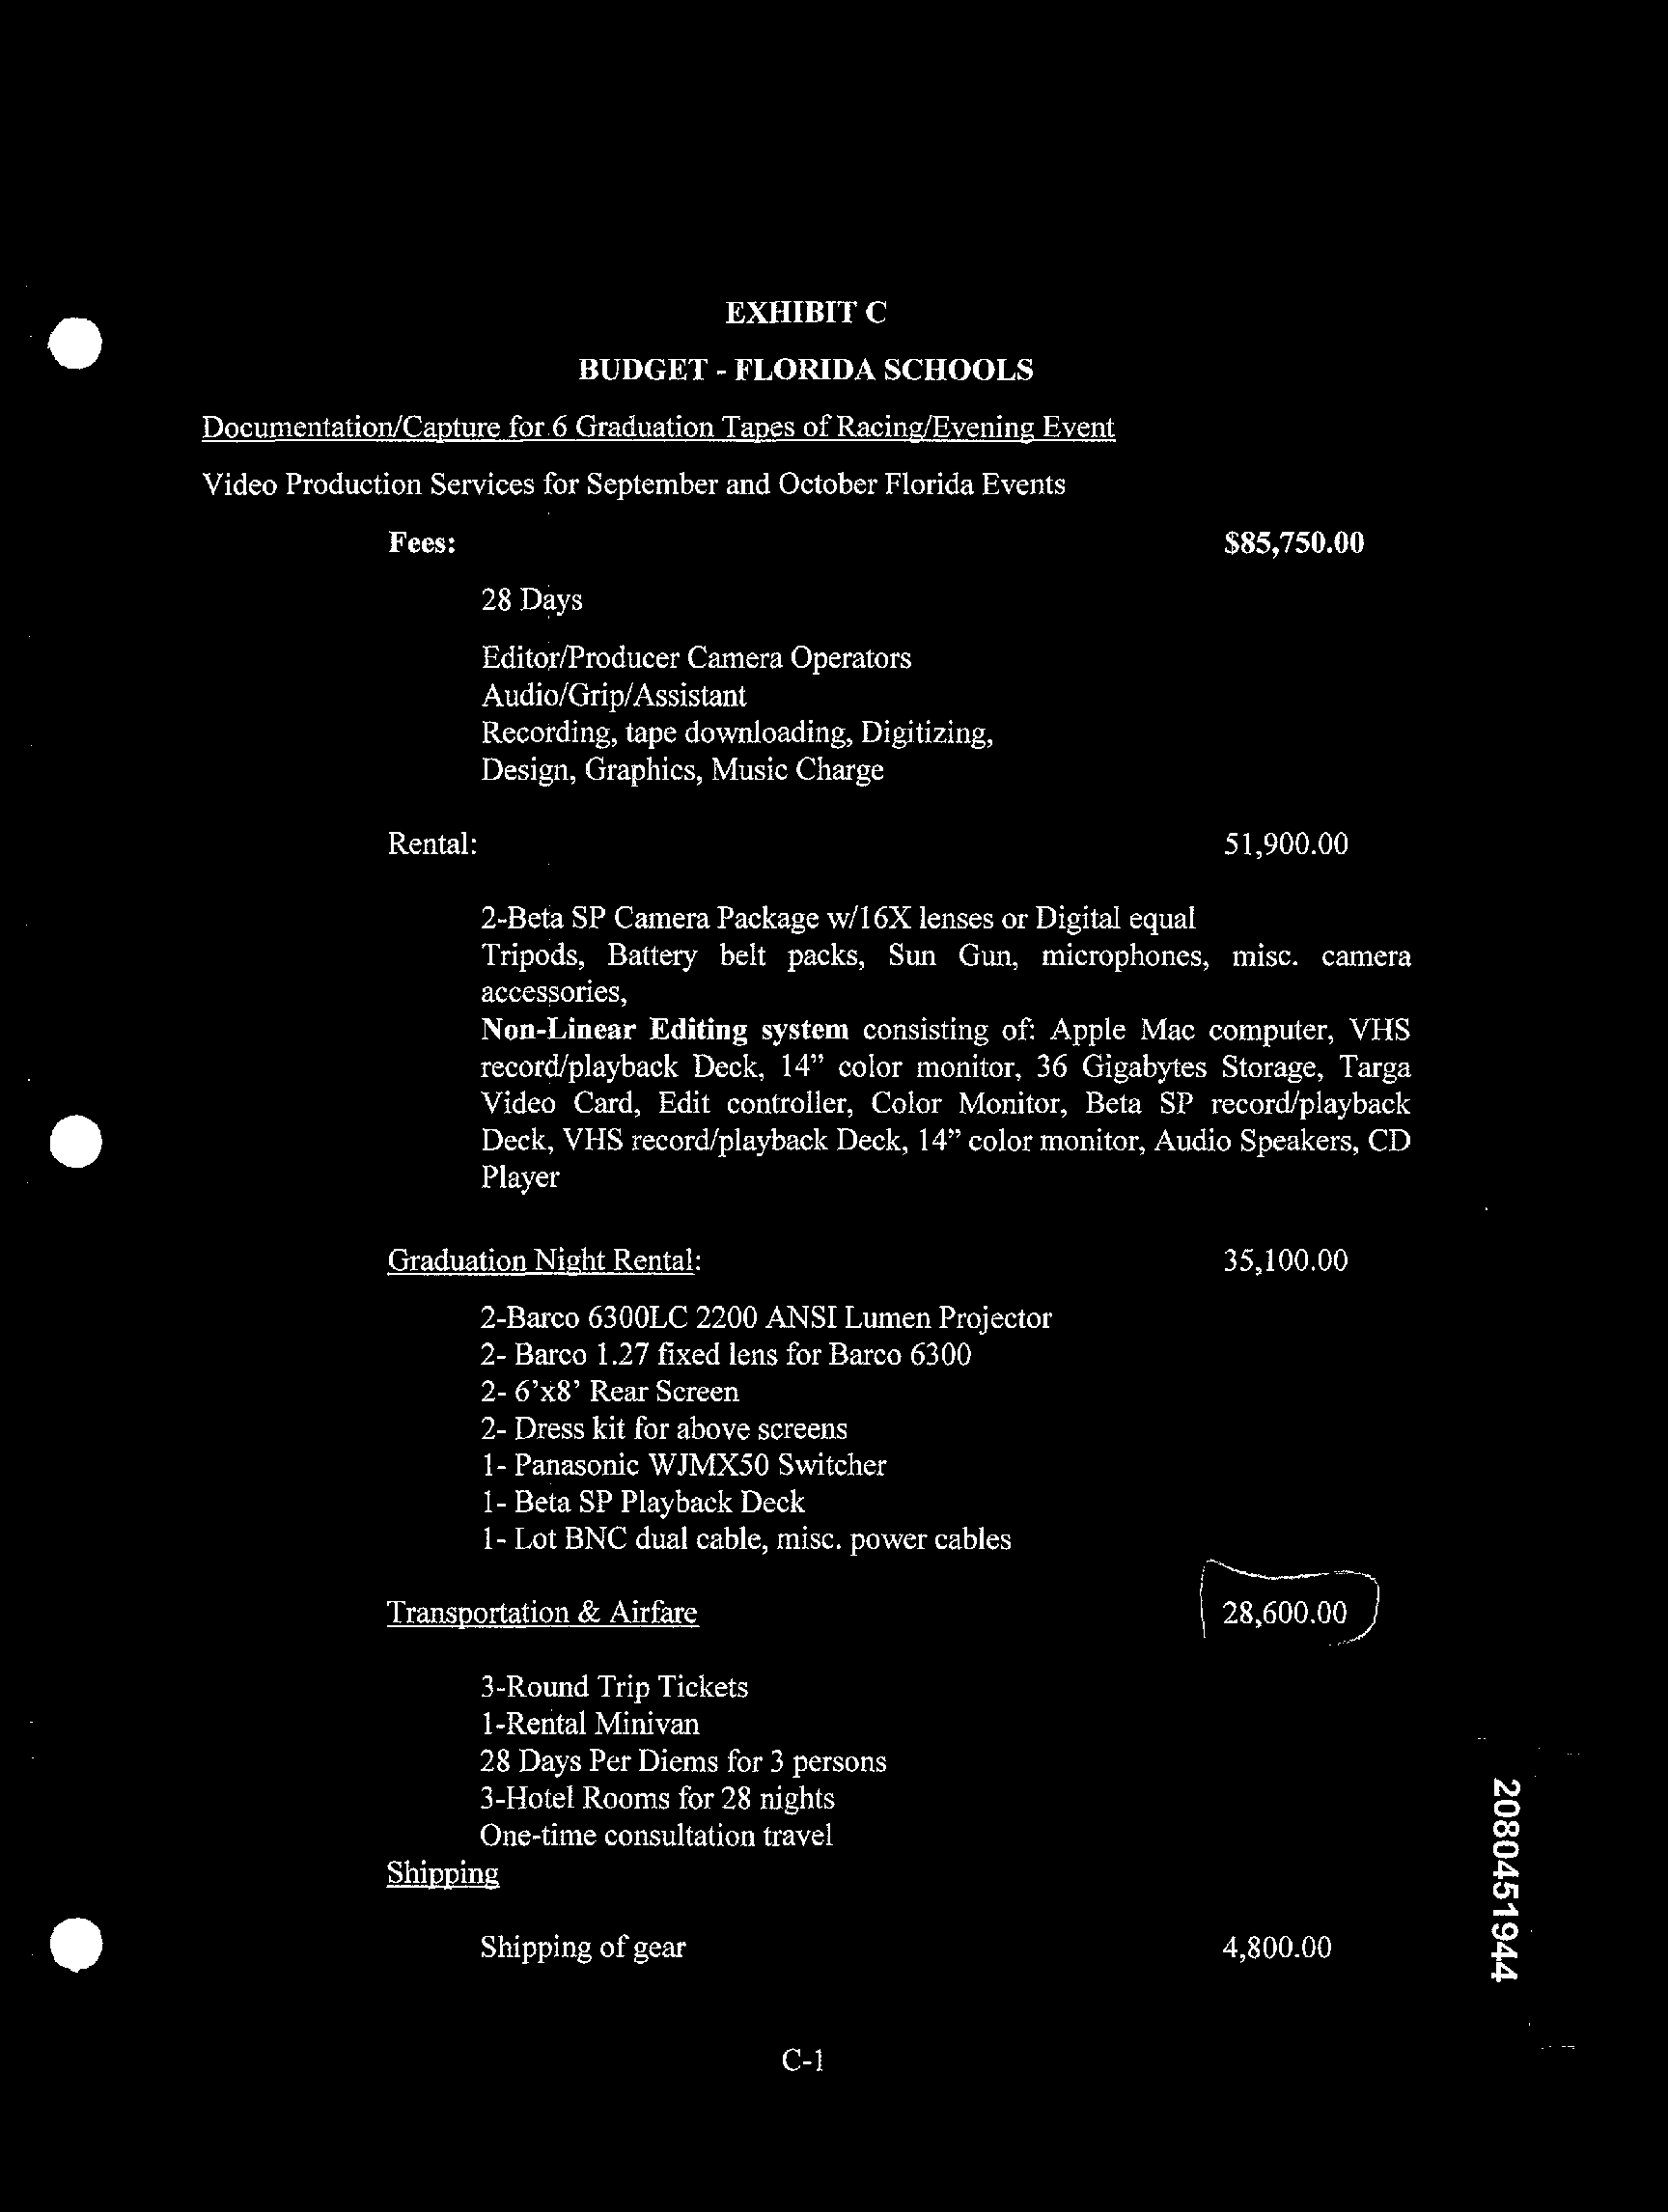 EXHIBIT C
BUDGET - FLORIDA SCHOOLS
Documentation/Capture for 6 Graduation Tapes of Racing/Evening Event
Video Production Services for September and October Florida Events
Fees: $85,750.00
28 Days
Editor/Producer Camera Operators
Audio/Grip/Assistant
Recording, tape downloading, Digitizing,
Design, Graphics, Music Charge
Rental: 51,900.00
2-Beta SP Camera Package w/16X lenses or Digital equal
Tripods, Battery belt packs, Sun Gun, microphones, misc. camera
accessories,
Non-Linear Editing system consisting of: Apple Mac computer, VHS
record/playback Deck, 14” color monitor, 36 Gigabytes Storage, Targa
Video Card, Edit controller, Color Monitor, Beta SP record/playback
Deck, VHS record/playback Deck, 14” color monitor, Audio Speakers, CD
Player
Graduation Night Rental: 35,100.00
2-Barco 6300LC 2200 ANSI Lumen Projector
2- Barco 1.27 fixed lens for Barco 6300
2- 6’x8’ Rear Screen
2- Dress kit for above screens
1- Panasonic WJMX50 Switcher
1- Beta SP Playback Deck
1- Lot BNC dual cable, misc. power cables
Transportation & Airfare 28,600.00
3-Round Trip Tickets
1-Rental Minivan
28 Days Per Diems for 3 persons
3-Hotel Rooms for 28 nights
One-time consultation travel
Shipping
Shipping of gear 4,800.00
C-1
2080451944